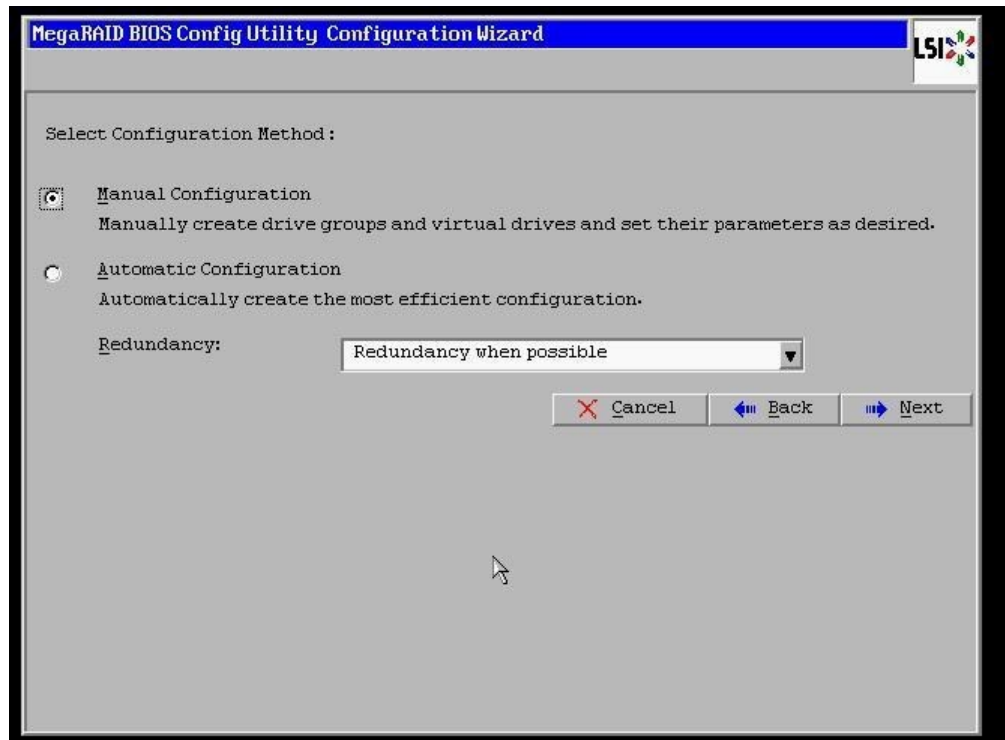 MegaRAID BIOS Config Utility Configuration Wizard
LSI
Select Configuration Method:
Manual Configuration
Manually create drive groups and virtual drives and set their parameters as desired.
Automatic Configuration
Automatically create the most efficient configuration.
Redundancy:
Redundancy when possible
Cancel
Back
Next